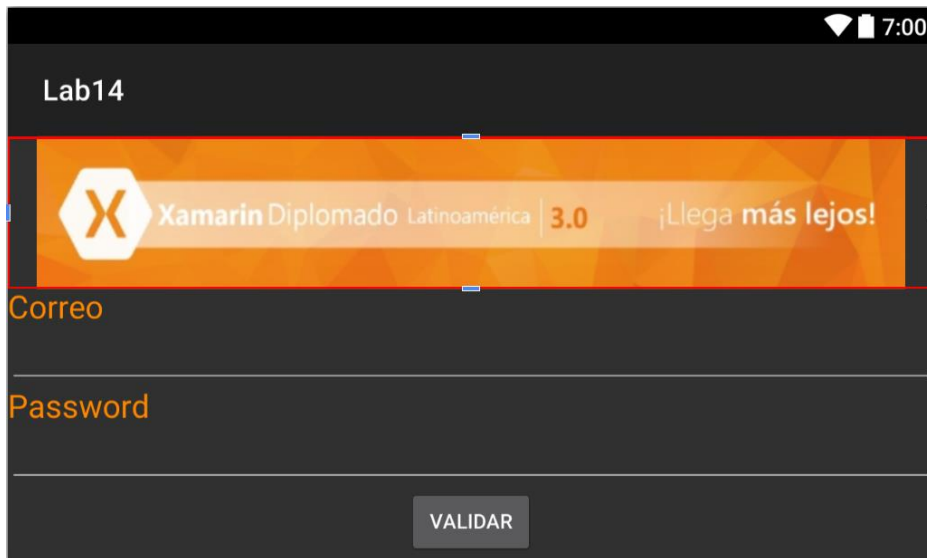 7:00
Lab14
X Xamarin Diplomado Latinoamérica 3.0 ¡Llega más lejos!
Correo
Password
VALIDAR